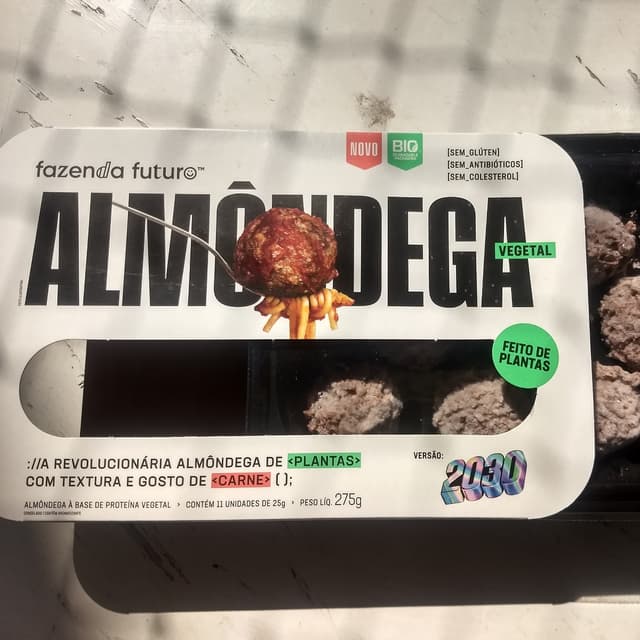 fazenda futuro™
NOVO
BIO
[SEM_GLÚTEN]
[SEM_ANTIBIÓTICOS]
[SEM_COLESTEROL]
ALMÔNDEGA
VEGETAL
FEITO DE
PLANTAS
://A REVOLUCIONÁRIA ALMÔNDEGA DE <PLANTAS>
COM TEXTURA E GOSTO DE <CARNE> ( );
VERSÃO:
2030
ALMÔNDEGA À BASE DE PROTEÍNA VEGETAL > CONTÉM 11 UNIDADES DE 25g > PESO LÍQ. 275g